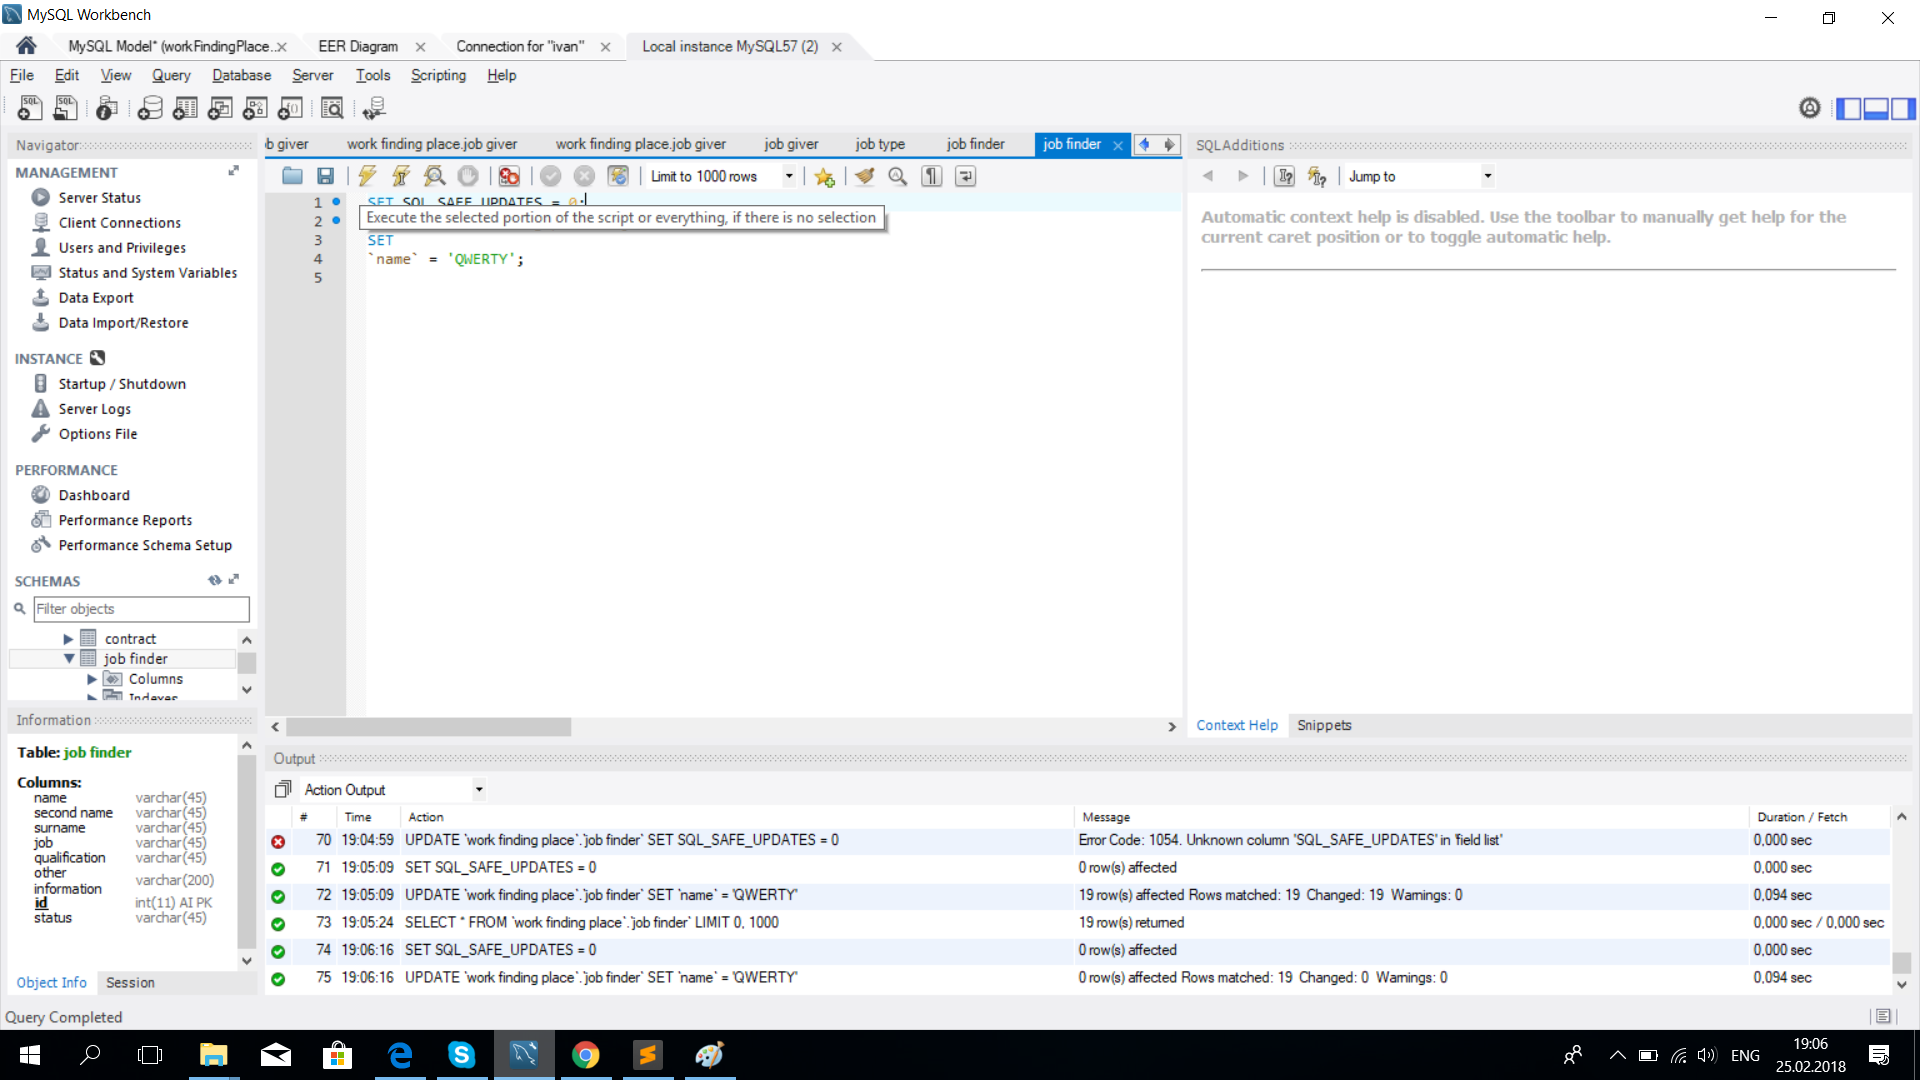 MySQL Workbench
MySQL Model* (workFindingPlace...
EER Diagram
Connection for "ivan"
Local instance MySQL57 (2)
File Edit View Query Database Server Tools Scripting Help
Navigator
MANAGEMENT
Server Status
Client Connections
Users and Privileges
Status and System Variables
Data Export
Data Import/Restore
INSTANCE
Startup / Shutdown
Server Logs
Options File
PERFORMANCE
Dashboard
Performance Reports
Performance Schema Setup
SCHEMAS
Filter objects
contract
job finder
Columns
Indexes
Information
Table: job finder
Columns:
name varchar(45)
second name varchar(45)
surname varchar(45)
job varchar(45)
qualification varchar(45)
other
information varchar(200)
id int(11) AI PK
status varchar(45)
Object Info Session
b giver
work finding place.job giver
work finding place.job giver
job giver
job type
job finder
job finder
Limit to 1000 rows
1 SET SQL_SAFE_UPDATES = 0;
2
Execute the selected portion of the script or everything, if there is no selection
3 SET
4 `name` = 'QWERTY';
5
SQLAdditions
Jump to
Automatic context help is disabled. Use the toolbar to manually get help for the
current caret position or to toggle automatic help.
Context Help Snippets
Output
Action Output
# Time Action Message Duration / Fetch
70 19:04:59 UPDATE `work finding place`.`job finder` SET SQL_SAFE_UPDATES = 0 Error Code: 1054. Unknown column 'SQL_SAFE_UPDATES' in 'field list' 0,000 sec
71 19:05:09 SET SQL_SAFE_UPDATES = 0 0 row(s) affected 0,000 sec
72 19:05:09 UPDATE `work finding place`.`job finder` SET `name` = 'QWERTY' 19 row(s) affected Rows matched: 19 Changed: 19 Warnings: 0 0,094 sec
73 19:05:24 SELECT * FROM `work finding place`.`job finder` LIMIT 0, 1000 19 row(s) returned 0,000 sec / 0,000 sec
74 19:06:16 SET SQL_SAFE_UPDATES = 0 0 row(s) affected 0,000 sec
75 19:06:16 UPDATE `work finding place`.`job finder` SET `name` = 'QWERTY' 0 row(s) affected Rows matched: 19 Changed: 0 Warnings: 0 0,094 sec
Query Completed
ENG
19:06
25.02.2018